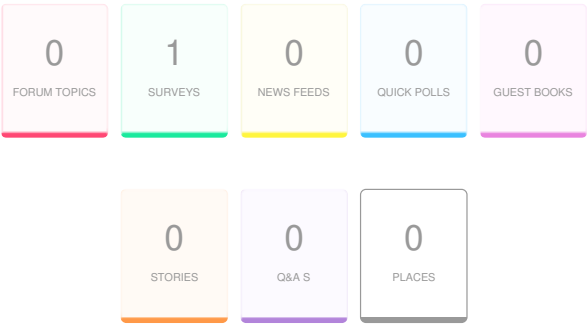 0
FORUM TOPICS
1
SURVEYS
0
NEWS FEEDS
0
QUICK POLLS
0
GUEST BOOKS
0
STORIES
0
Q&A S
0
PLACES